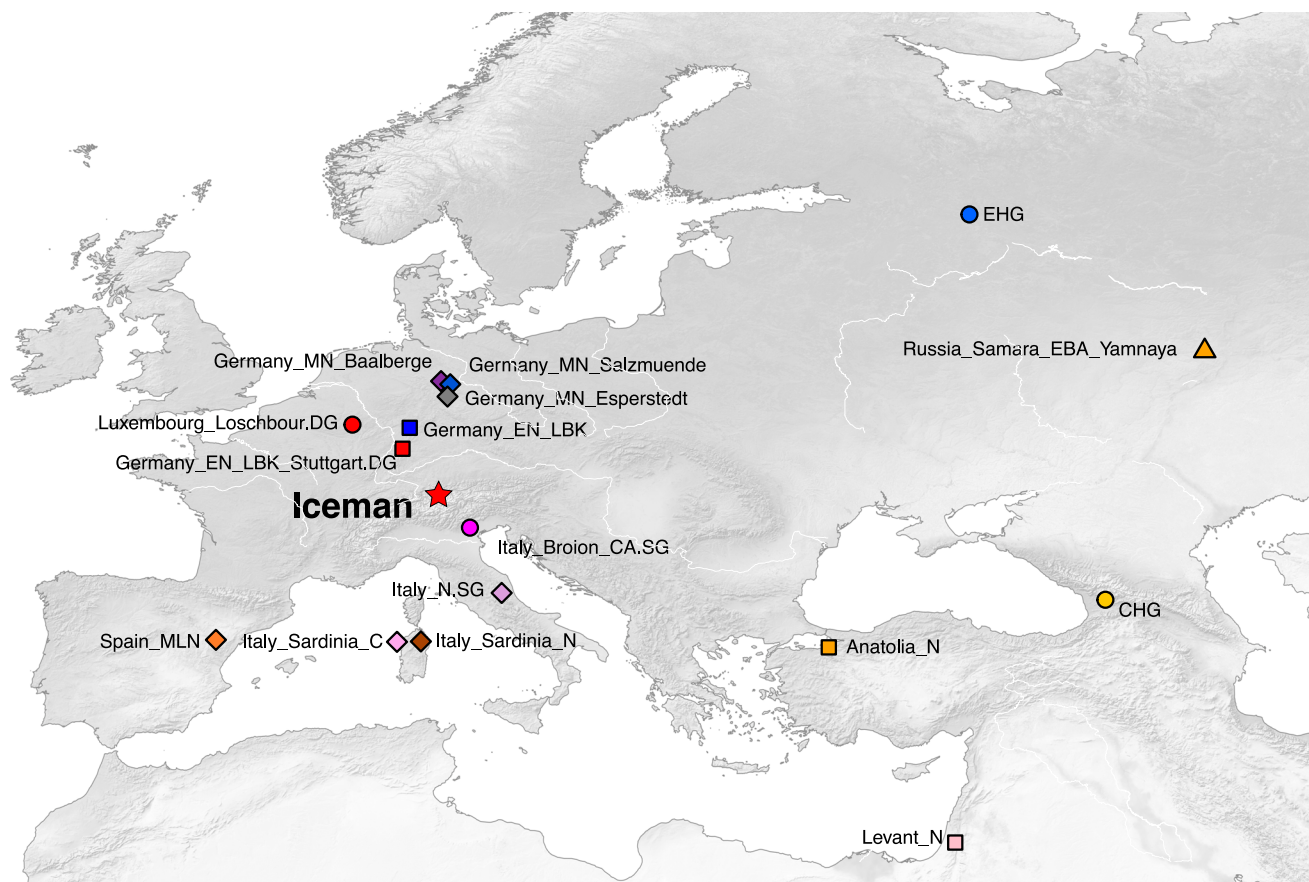 EHG
Russia_Samara_EBA_Yamnaya
Germany_MN_Baalberge
Germany_MN_Salzmuende
Germany_MN_Esperstedt
Luxembourg_Loschbour.DG
Germany_EN_LBK
Germany_EN_LBK_Stuttgart.DG
Iceman
Italy_Broion_CA.SG
Italy_N.SG
CHG
Spain_MLN
Italy_Sardinia_C
Italy_Sardinia_N
Anatolia_N
Levant_N